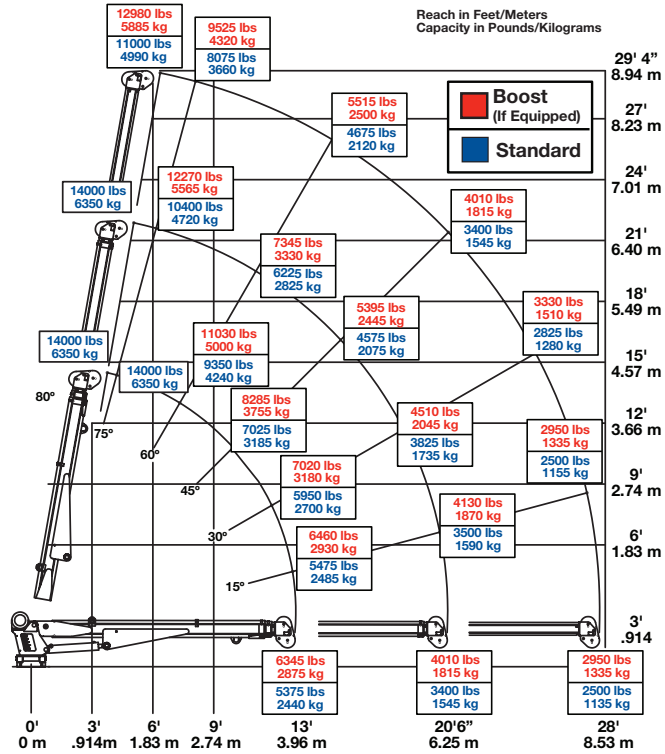 Reach in Feet/Meters
Capacity in Pounds/Kilograms
12980 lbs
5885 kg
11000 lbs
4990 kg
9525 lbs
4320 kg
8075 lbs
3660 kg
29' 4”
8.94 m
Boost
(If Equipped)
Standard
5515 lbs
2500 kg
4675 lbs
2120 kg
27'
8.23 m
24'
7.01 m
14000 lbs
6350 kg
12270 lbs
5565 kg
10400 lbs
4720 kg
4010 lbs
1815 kg
3400 lbs
1545 kg
21'
6.40 m
7345 lbs
3330 kg
6225 lbs
2825 kg
18'
5.49 m
5395 lbs
2445 kg
4575 lbs
2075 kg
3330 lbs
1510 kg
2825 lbs
1280 kg
14000 lbs
6350 kg
11030 lbs
5000 kg
9350 lbs
4240 kg
15'
4.57 m
14000 lbs
6350 kg
80º
75º
60º
45º
30º
15º
8285 lbs
3755 kg
7025 lbs
3185 kg
4510 lbs
2045 kg
3825 lbs
1735 kg
12'
3.66 m
2950 lbs
1335 kg
2500 lbs
1155 kg
7020 lbs
3180 kg
5950 lbs
2700 kg
9'
2.74 m
4130 lbs
1870 kg
3500 lbs
1590 kg
6460 lbs
2930 kg
5475 lbs
2485 kg
6'
1.83 m
3'
.914
6345 lbs
2875 kg
5375 lbs
2440 kg
4010 lbs
1815 kg
3400 lbs
1545 kg
2950 lbs
1335 kg
2500 lbs
1135 kg
0'
0 m
3'
.914m
6'
1.83 m
9'
2.74 m
13'
3.96 m
20'6”
6.25 m
28'
8.53 m